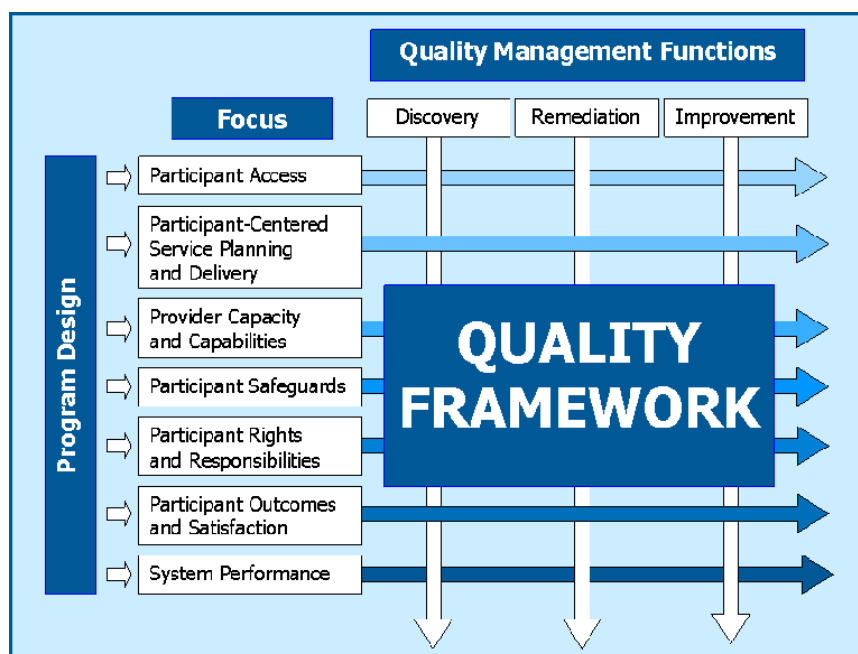 Quality Management Functions
Focus
Discovery
Remediation
Improvement
Program Design
Participant Access
Participant-Centered
Service Planning
and Delivery
Provider Capacity
and Capabilities
Participant Safeguards
Participant Rights
and Responsibilities
Participant Outcomes
and Satisfaction
System Performance
QUALITY
FRAMEWORK